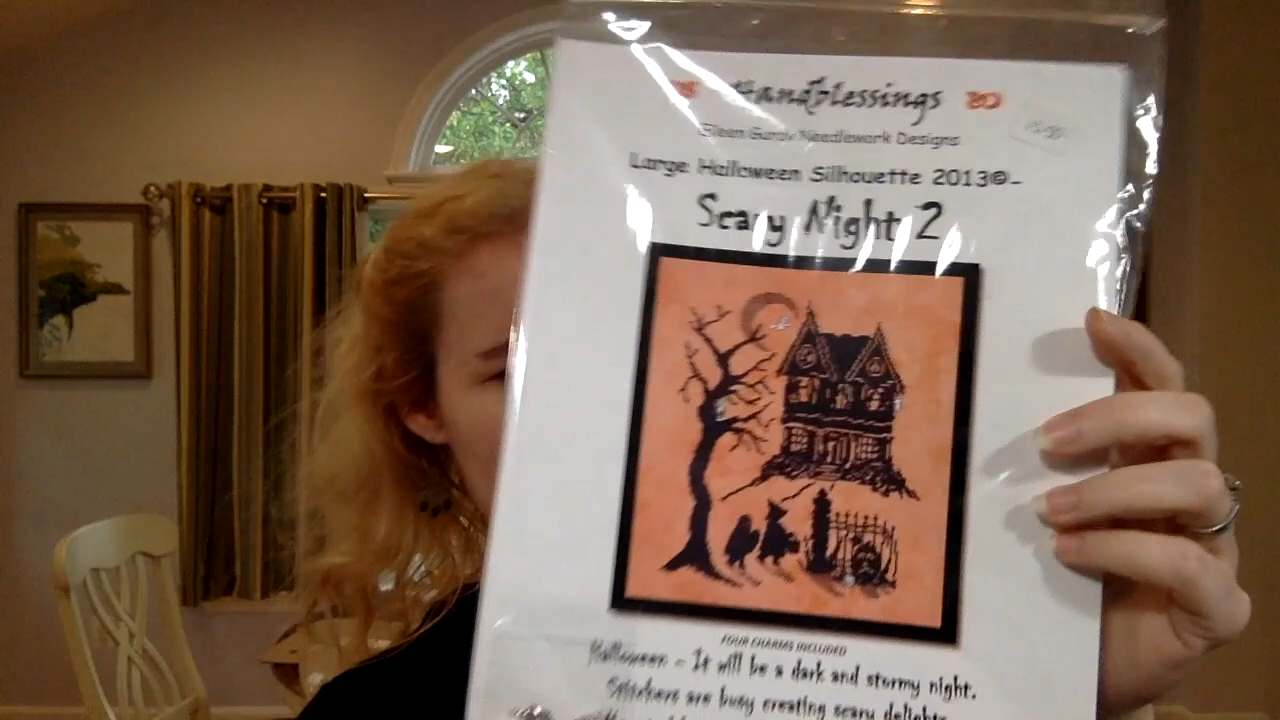 Handblessings
Eileen Gurak Needlework Designs
Large Halloween Silhouette 2013©-
Scary Night 2
FOUR CHARMS INCLUDED
Halloween - It will be a dark and stormy night.
Stitchers are busy creating scary delights